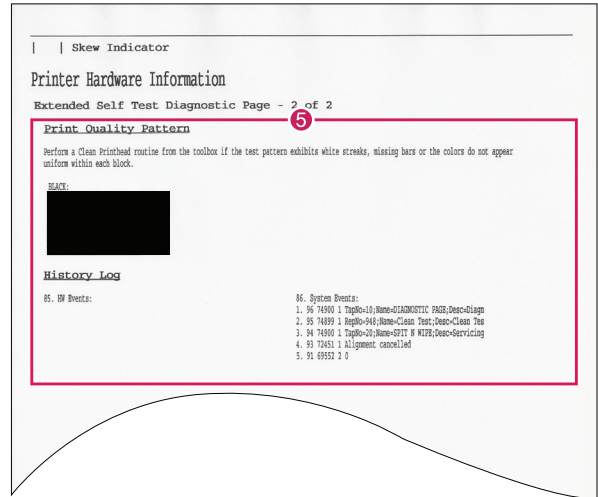 | | Skew Indicator
Printer Hardware Information
Extended Self Test Diagnostic Page - 2 of 2
5
Print Quality Pattern
Perform a Clean Printhead routine from the toolbox if the test pattern exhibits white streaks, missing bars or the colors do not appear
uniform within each block.
BLACK:
History Log
85. HW Events:
86. System Events:
1. 96 74900 1 TapNo=10;Name=DIAGNOSTIC PAGE;Desc=Diagn
2. 95 74899 1 RepNo=948;Name=Clean Test;Desc=Clean Tes
3. 94 74900 1 TapNo=20;Name=SPIT N WIPE;Desc=Servicing
4. 93 72451 1 Alignment cancelled
5. 91 69552 2 0